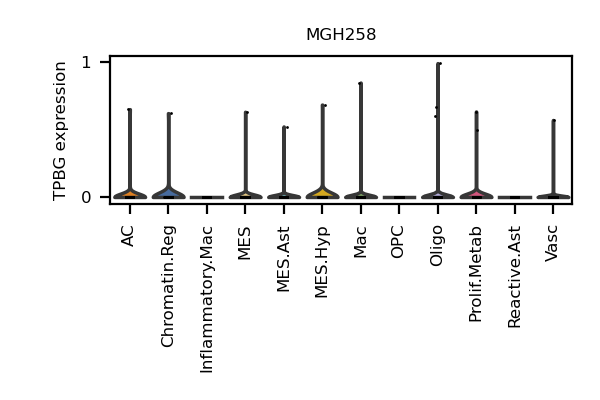 MGH258
TPBG expression
1
0
AC
Chromatin.Reg
Inflammatory.Mac
MES
MES.Ast
MES.Hyp
Mac
OPC
Oligo
Prolif.Metab
Reactive.Ast
Vasc